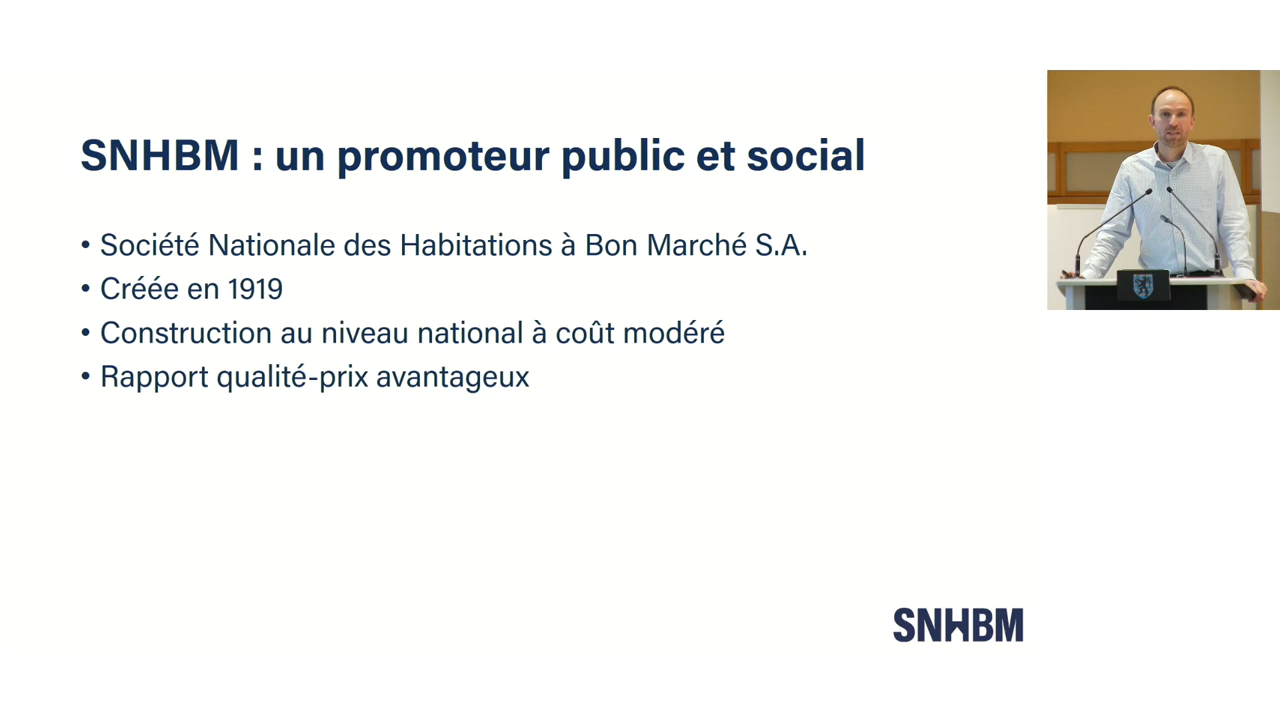 SNHBM : un promoteur public et social
• Société Nationale des Habitations à Bon Marché S.A.
• Créée en 1919
• Construction au niveau national à coût modéré
• Rapport qualité-prix avantageux
SNHBM